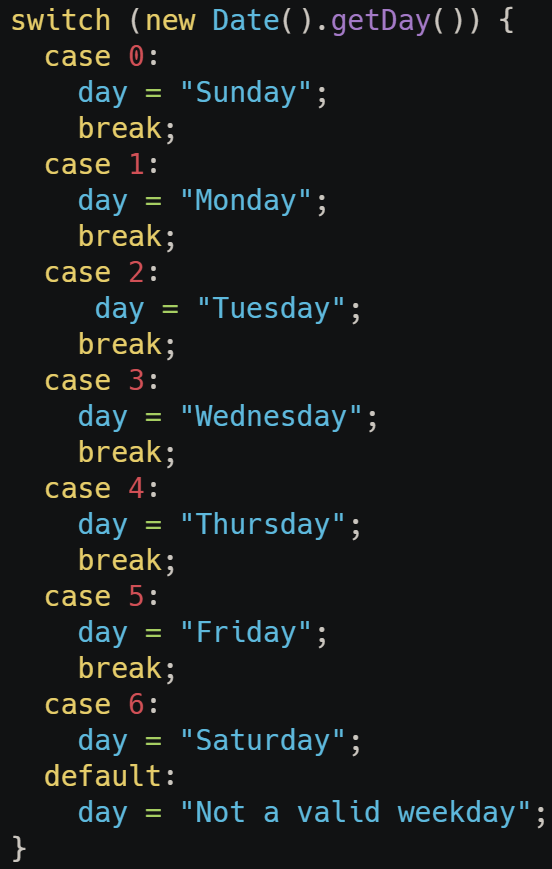 switch (new Date().getDay()) {
  case 0:
    day = "Sunday";
    break;
  case 1:
    day = "Monday";
    break;
  case 2:
     day = "Tuesday";
    break;
  case 3:
    day = "Wednesday";
    break;
  case 4:
    day = "Thursday";
    break;
  case 5:
    day = "Friday";
    break;
  case 6:
    day = "Saturday";
  default:
    day = "Not a valid weekday";
}